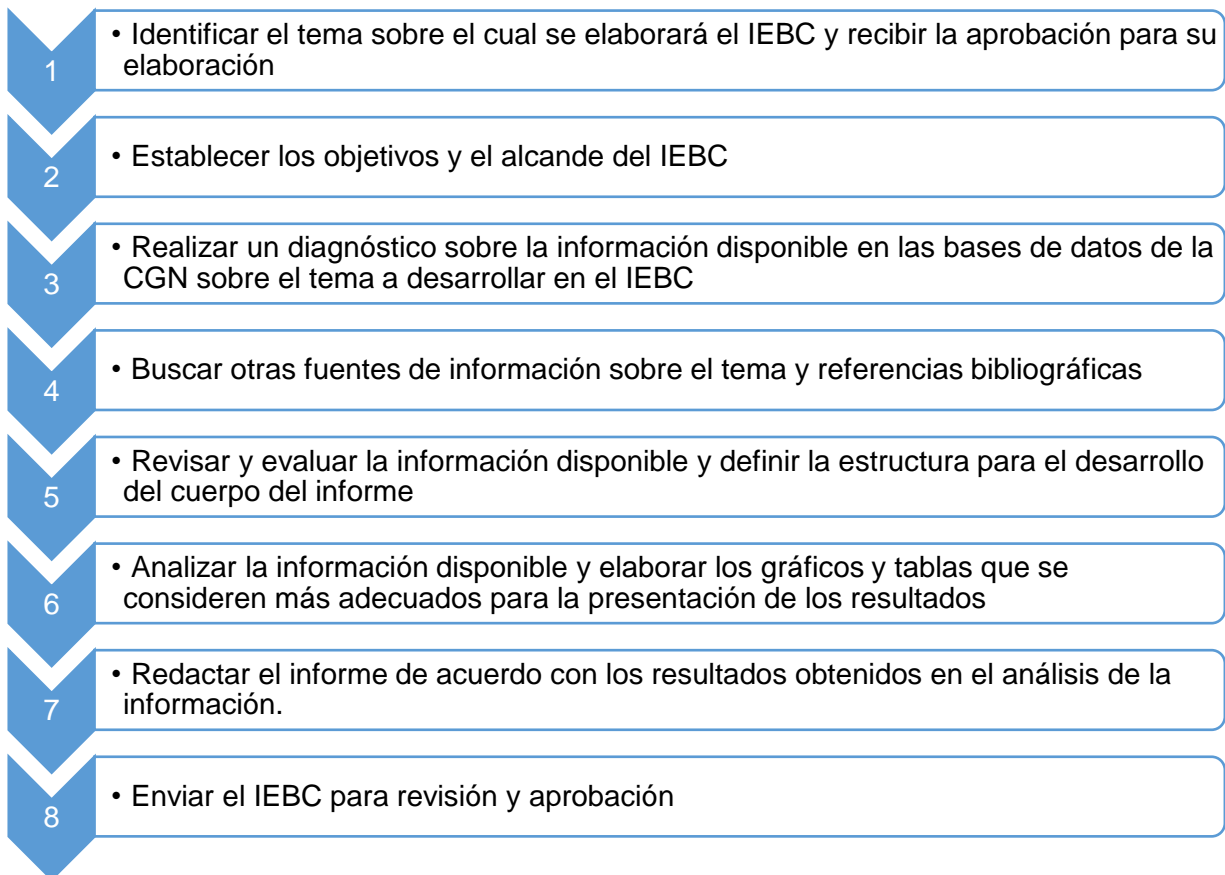 • Identificar el tema sobre el cual se elaborará el IEBC y recibir la aprobación para su
elaboración
1
• Establecer los objetivos y el alcande del IEBC
2
• Realizar un diagnóstico sobre la información disponible en las bases de datos de la
CGN sobre el tema a desarrollar en el IEBC
3
• Buscar otras fuentes de información sobre el tema y referencias bibliográficas
4
• Revisar y evaluar la información disponible y definir la estructura para el desarrollo
del cuerpo del informe
5
• Analizar la información disponible y elaborar los gráficos y tablas que se
consideren más adecuados para la presentación de los resultados
6
• Redactar el informe de acuerdo con los resultados obtenidos en el análisis de la
información.
7
• Enviar el IEBC para revisión y aprobación
8